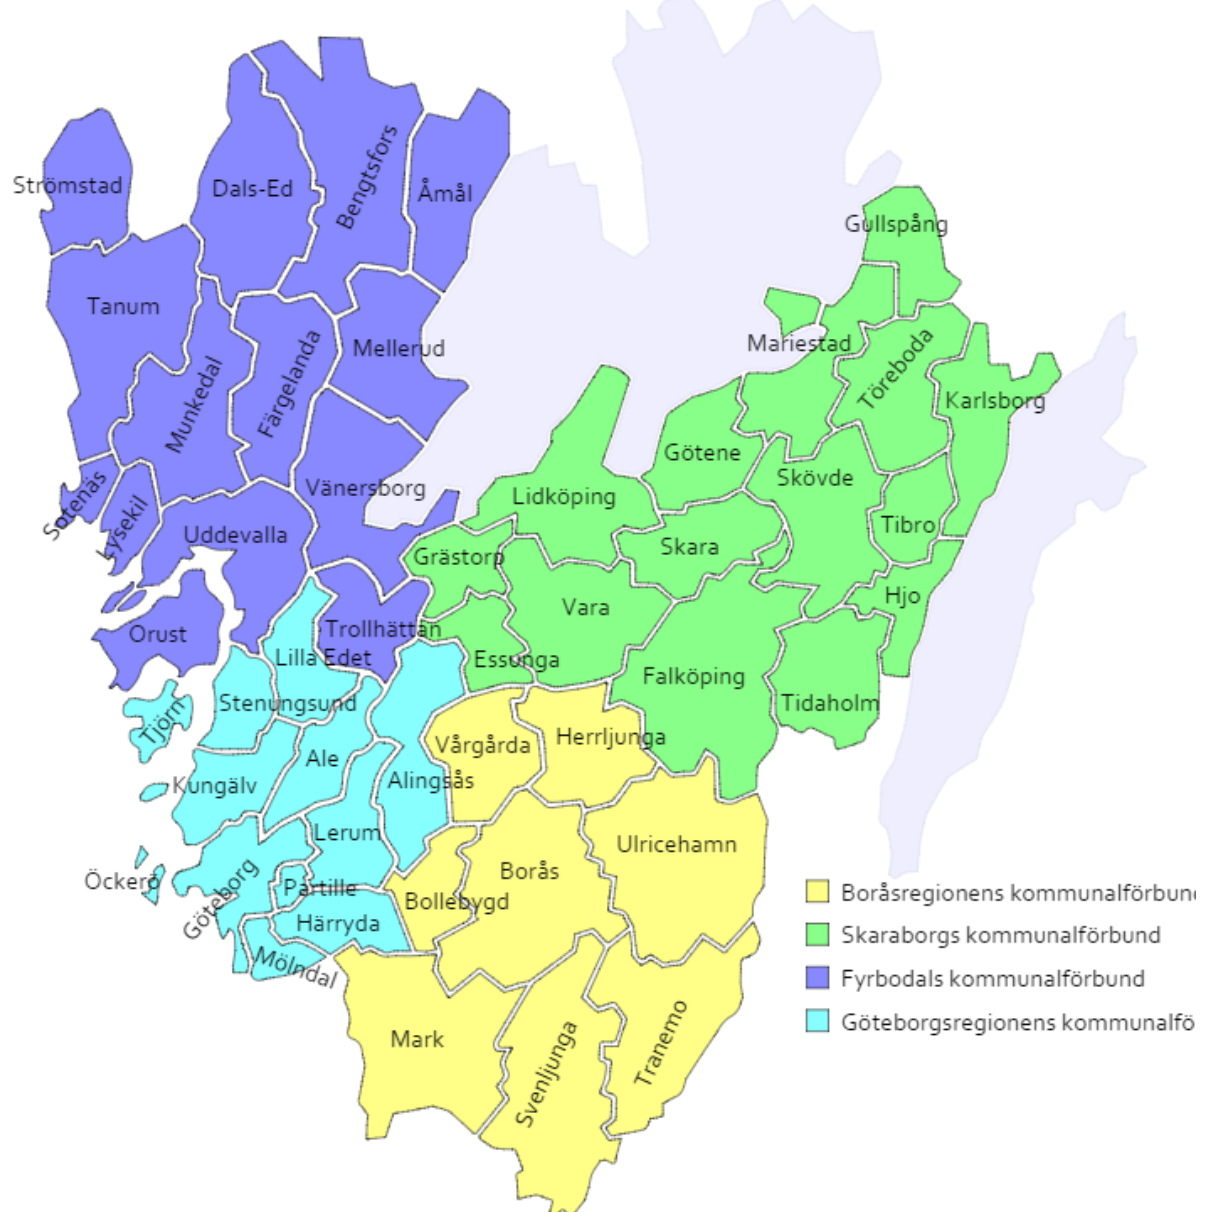 Strömstad
Dals-Ed
Bengtsfors
Åmål
Gullspång
Tanum
Mellerud
Mariestad
Töreboda
Färgelanda
Munkedal
Karlsborg
Götene
Skövde
Vänersborg
Lidköping
Sotenäs
Lysekil
Uddevalla
Tibro
Skara
Grästorp
Hjo
Vara
Orust
Trollhättan
Lilla Edet
Essunga
Falköping
Stenungsund
Tidaholm
Tjörn
Herrljunga
Vårgårda
Ale
Alingsås
Kungälv
Lerum
Ulricehamn
Borås
Öckerö
Partille
Göteborg
Bollebygd
Härryda
Mölndal
Mark
Tranemo
Svenljunga
Boråsregionens kommunalförbun
Skaraborgs kommunalförbund
Fyrbodals kommunalförbund
Göteborgsregionens kommunalfö